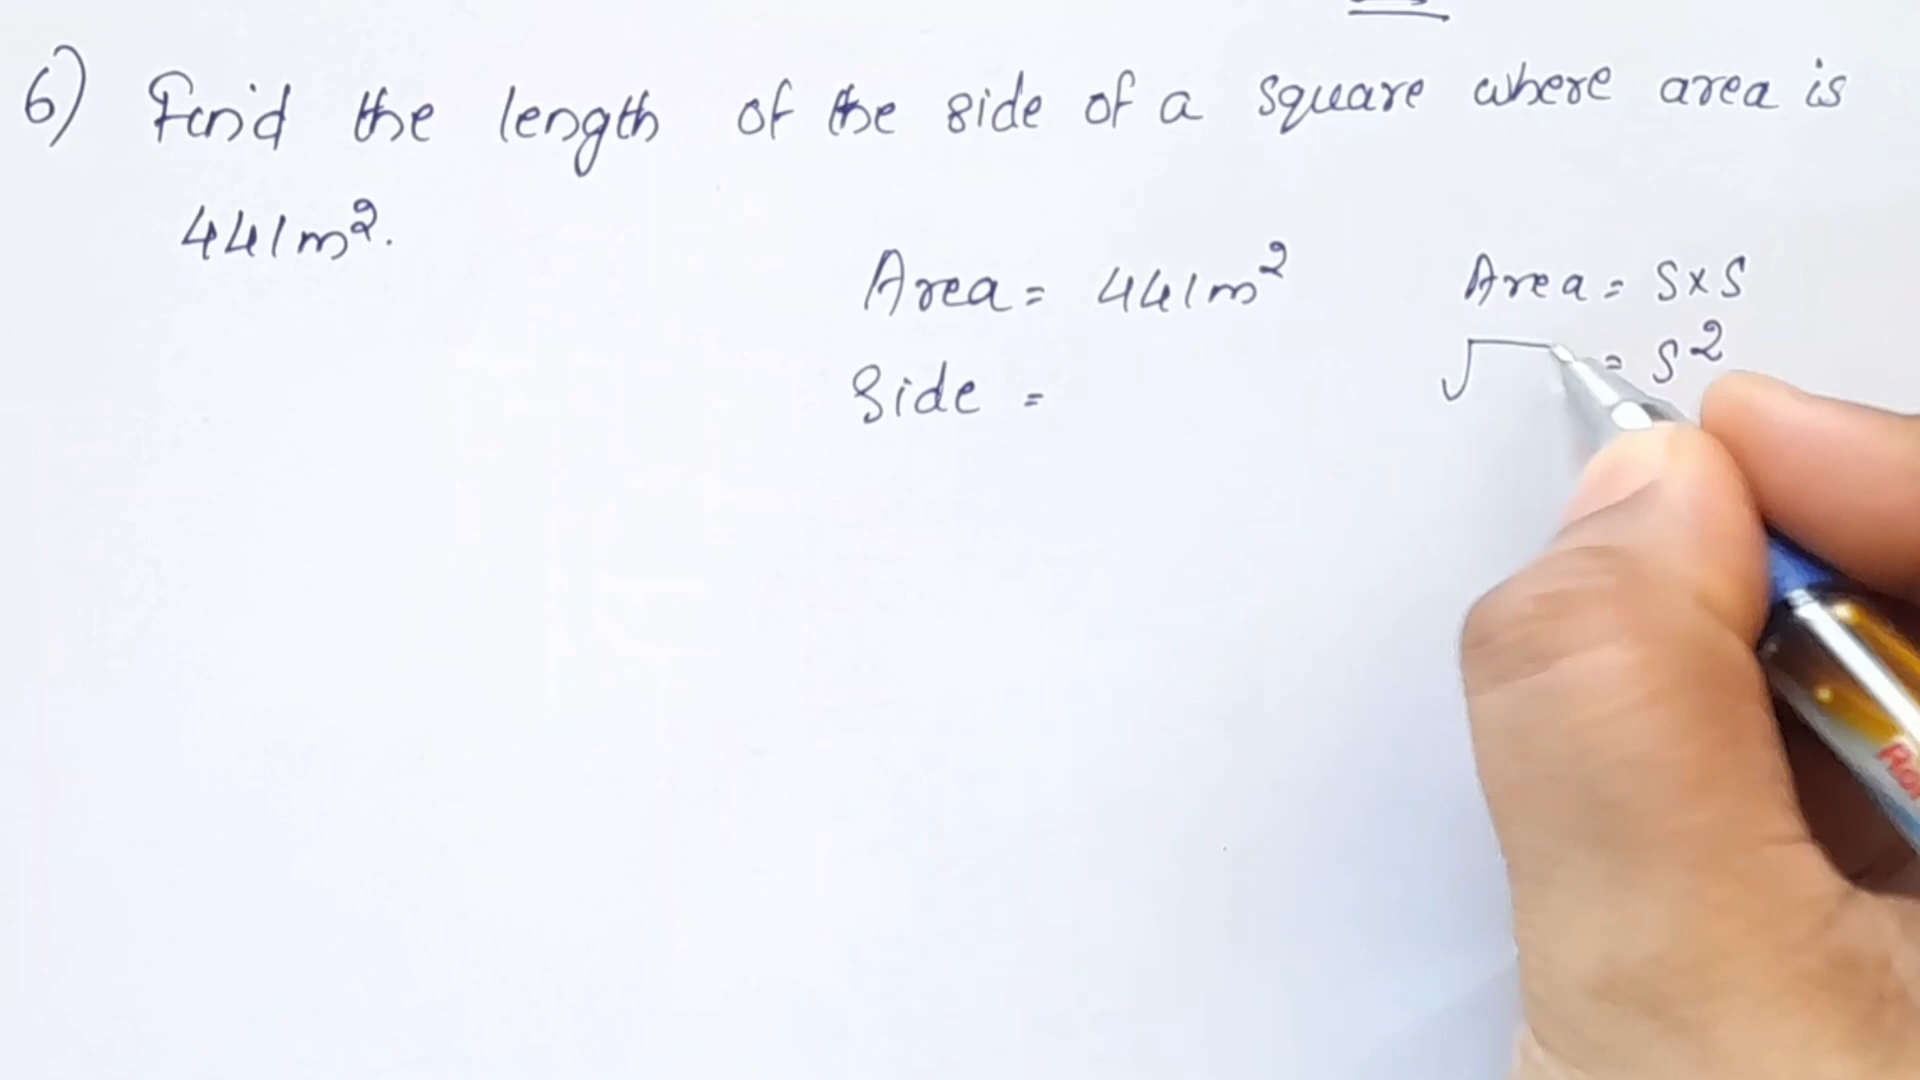 6) Find the length of the side of a square where area is
441m².
Area = 441m²
Side =
Area = S×S
√ = S²